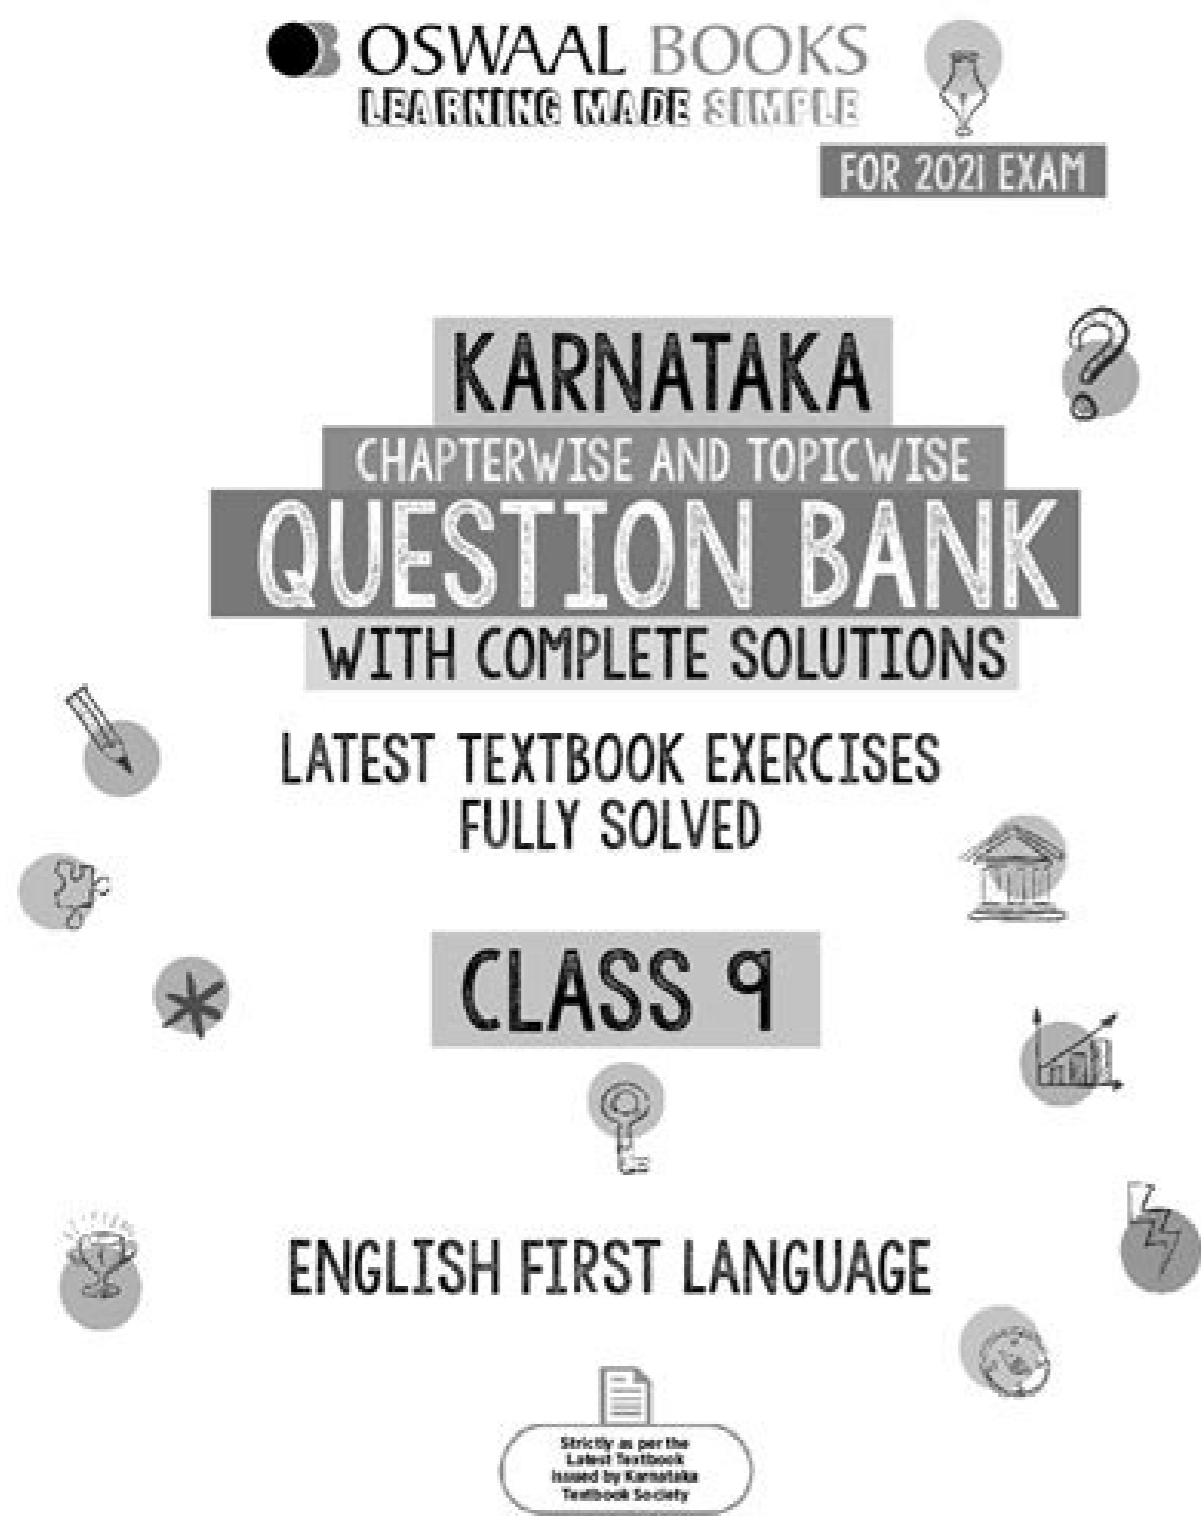 OSWAAL BOOKS
LEARNING MADE SIMPLE
FOR 2021 EXAM
KARNATAKA
CHAPTERWISE AND TOPICWISE
QUESTION BANK
WITH COMPLETE SOLUTIONS
LATEST TEXTBOOK EXERCISES
FULLY SOLVED
CLASS 9
ENGLISH FIRST LANGUAGE
Strictly as per the
Latest Textbook
issued by Karnataka
Textbook Society